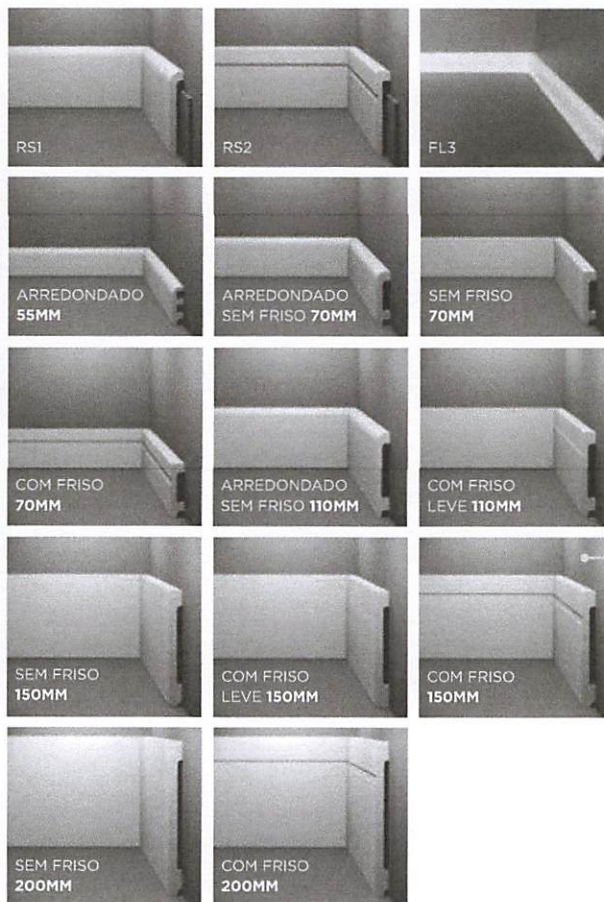 RS1
RS2
FL3
ARREDONDADO
55MM
ARREDONDADO
SEM FRISO 70MM
SEM FRISO
70MM
COM FRISO
70MM
ARREDONDADO
SEM FRISO 110MM
COM FRISO
LEVE 110MM
SEM FRISO
150MM
COM FRISO
LEVE 150MM
COM FRISO
150MM
SEM FRISO
200MM
COM FRISO
200MM